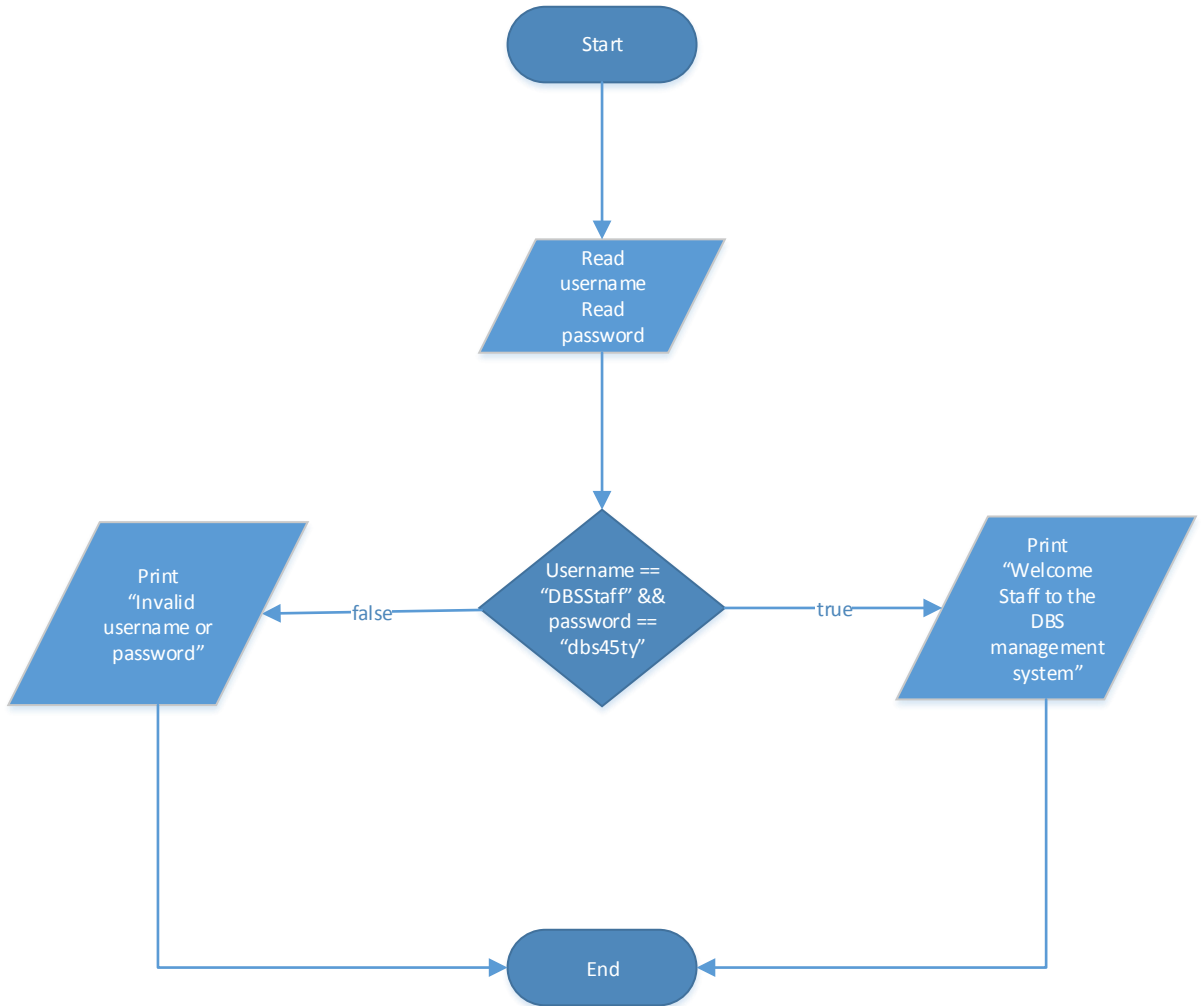 Start
Read
username
Read
password
Username ==
“DBSStaff” &&
password ==
“dbs45ty”
false
true
Print
“Invalid
username or
password”
Print
“Welcome
Staff to the
DBS
management
system”
End